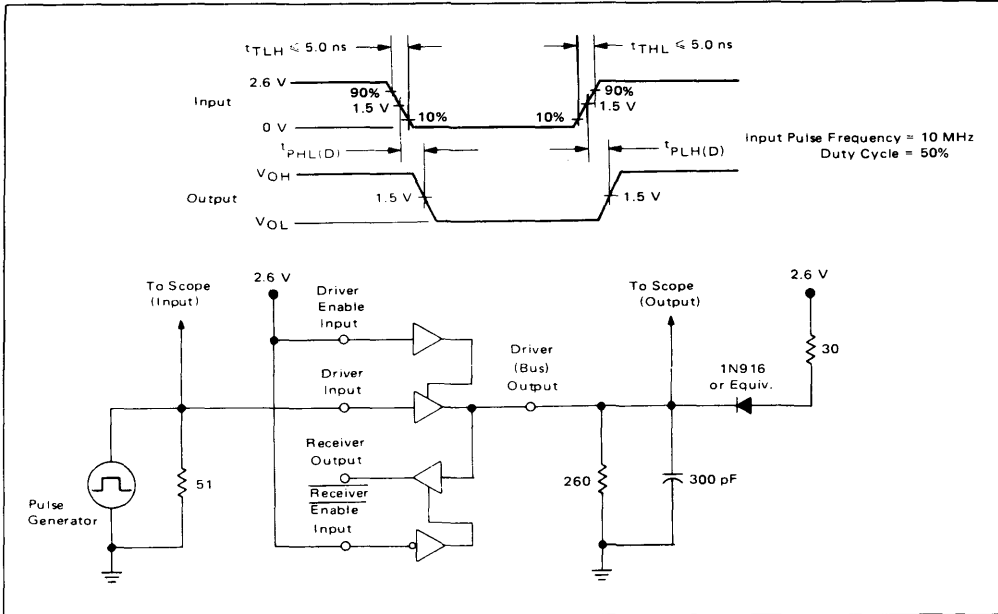 tTLH ≤ 5.0 ns
tTHL ≤ 5.0 ns
2.6 V
90%
90%
Input
1.5 V
1.5 V
10%
10%
0 V
Input Pulse Frequency = 10 MHz
Duty Cycle = 50%
tPHL(D)
tPLH(D)
VOH
Output
1.5 V
1.5 V
VOL
To Scope
(Input)
2.6 V
Driver
Enable
Input
To Scope
(Output)
2.6 V
30
Driver
Input
Driver
(Bus)
Output
1N916
or Equiv.
Receiver
Output
Pulse
Generator
51
Receiver
Enable
Input
260
300 pF